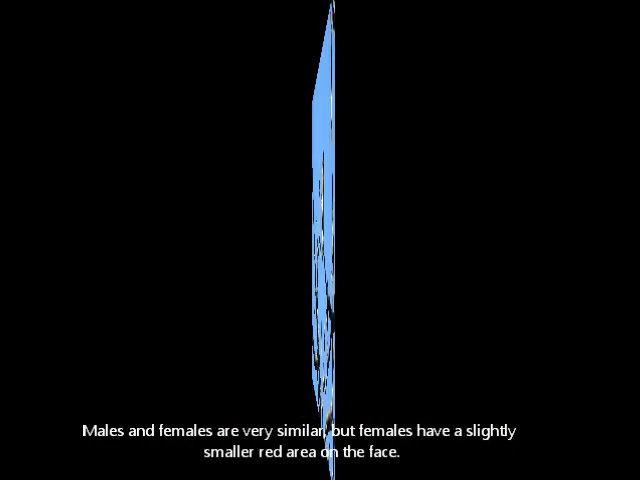 Males and females are very similar, but females have a slightly
smaller red area on the face.